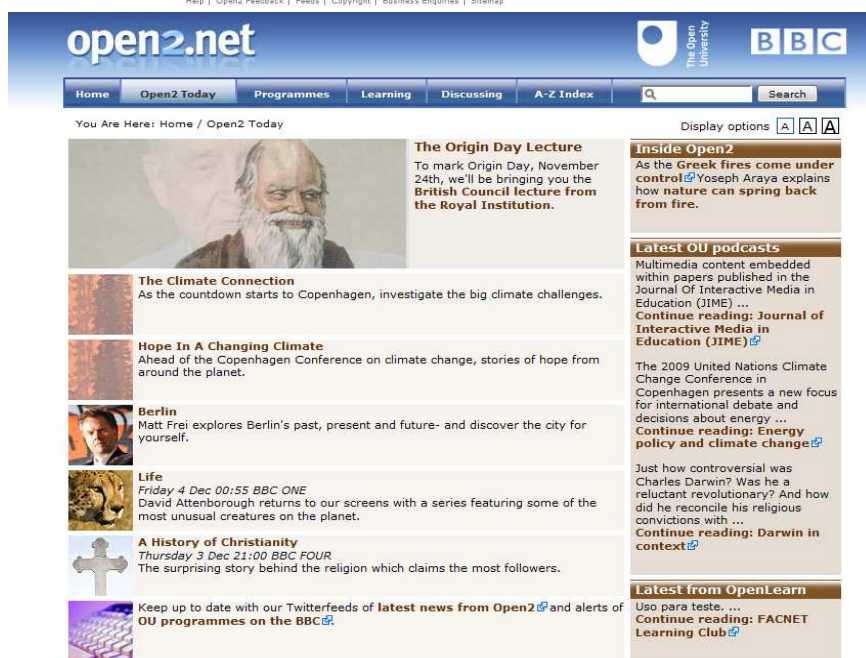 Help | Open2 Feedback | Feeds | Copyright | Business Enquiries | Sitemap
open2.net
The Open
University
BBC
Home
Open2 Today
Programmes
Learning
Discussing
A-Z Index
Search
You Are Here: Home / Open2 Today
Display options A A A
The Origin Day Lecture
To mark Origin Day, November
24th, we'll be bringing you the
British Council lecture from
the Royal Institution.
The Climate Connection
As the countdown starts to Copenhagen, investigate the big climate challenges.
Hope In A Changing Climate
Ahead of the Copenhagen Conference on climate change, stories of hope from
around the planet.
Berlin
Matt Frei explores Berlin's past, present and future- and discover the city for
yourself.
Life
Friday 4 Dec 00:55 BBC ONE
David Attenborough returns to our screens with a series featuring some of the
most unusual creatures on the planet.
A History of Christianity
Thursday 3 Dec 21:00 BBC FOUR
The surprising story behind the religion which claims the most followers.
Keep up to date with our Twitterfeeds of latest news from Open2 and alerts of
OU programmes on the BBC.
Inside Open2
As the Greek fires come under
control Yoseph Araya explains
how nature can spring back
from fire.
Latest OU podcasts
Multimedia content embedded
within papers published in the
Journal Of Interactive Media in
Education (JIME) ...
Continue reading: Journal of
Interactive Media in
Education (JIME)
The 2009 United Nations Climate
Change Conference in
Copenhagen presents a new focus
for international debate and
decisions about energy ...
Continue reading: Energy
policy and climate change
Just how controversial was
Charles Darwin? Was he a
reluctant revolutionary? And how
did he reconcile his religious
convictions with ...
Continue reading: Darwin in
context
Latest from OpenLearn
Uso para teste. ...
Continue reading: FACNET
Learning Club